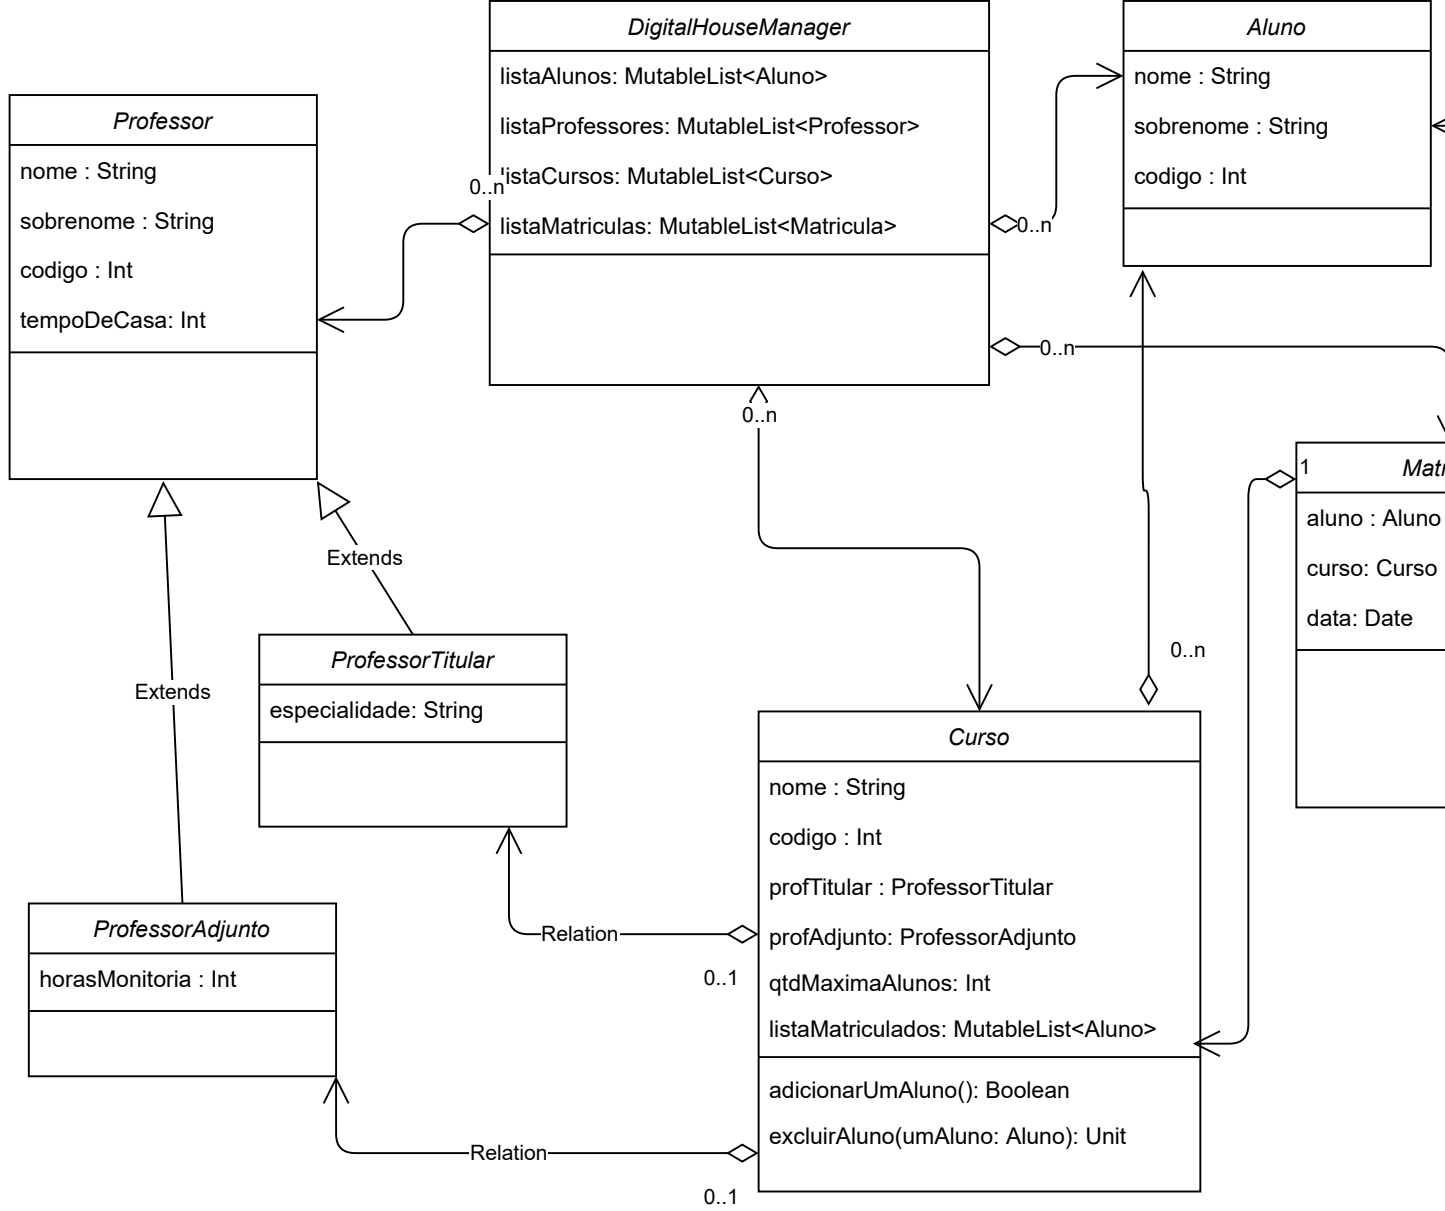 DigitalHouseManager
listaAlunos: MutableList<Aluno>
listaProfessores: MutableList<Professor>
listaCursos: MutableList<Curso>
listaMatriculas: MutableList<Matricula>
Aluno
nome : String
sobrenome : String
codigo : Int
Professor
nome : String
sobrenome : String
codigo : Int
tempoDeCasa: Int
0..n
0..n
0..n
0..n
1
aluno : Aluno
curso: Curso
data: Date
Extends
Extends
0..n
ProfessorTitular
especialidade: String
Curso
nome : String
codigo : Int
profTitular : ProfessorTitular
profAdjunto: ProfessorAdjunto
qtdMaximaAlunos: Int
listaMatriculados: MutableList<Aluno>
adicionarUmAluno(): Boolean
excluirAluno(umAluno: Aluno): Unit
ProfessorAdjunto
horasMonitoria : Int
Relation
0..1
Relation
0..1